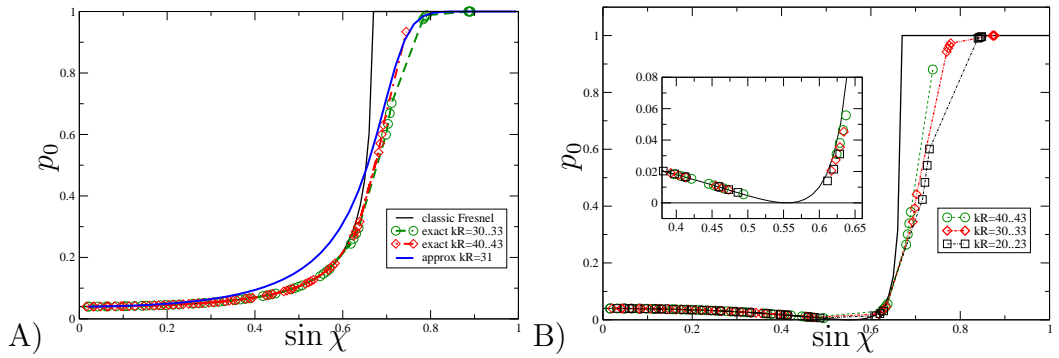 1
0.8
0.6
0.4
0.2
0
p₀
0 0.2 0.4 0.6 0.8 1
sin χ
classic Fresnel
exact kR=30..33
exact kR=40..43
approx kR=31
A)
1
0.8
0.6
0.4
0.2
0
p₀
0 0.2 0.4 0.6 0.8 1
sin χ
0.08
0.06
0.04
0.02
0
0.4 0.45 0.5 0.55 0.6 0.65
kR=40..43
kR=30..33
kR=20..23
B)